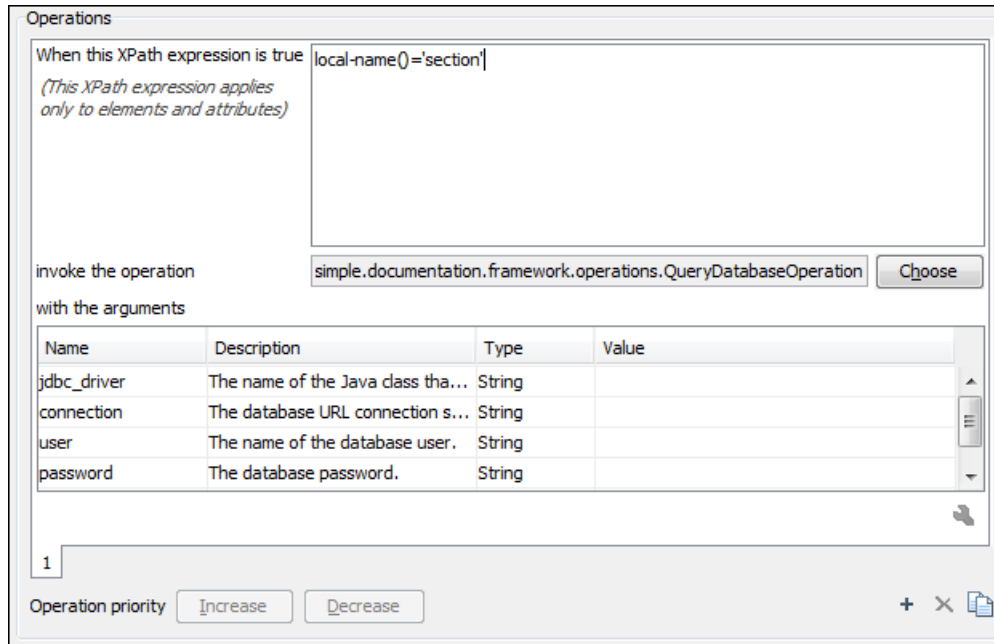 Operations
When this XPath expression is true
local-name()='section'
(This XPath expression applies
only to elements and attributes)
invoke the operation
simple.documentation.framework.operations.QueryDatabaseOperation
Choose
with the arguments
Name Description Type Value
jdbc_driver The name of the Java class tha... String
connection The database URL connection s... String
user The name of the database user. String
password The database password. String
1
Operation priority Increase Decrease